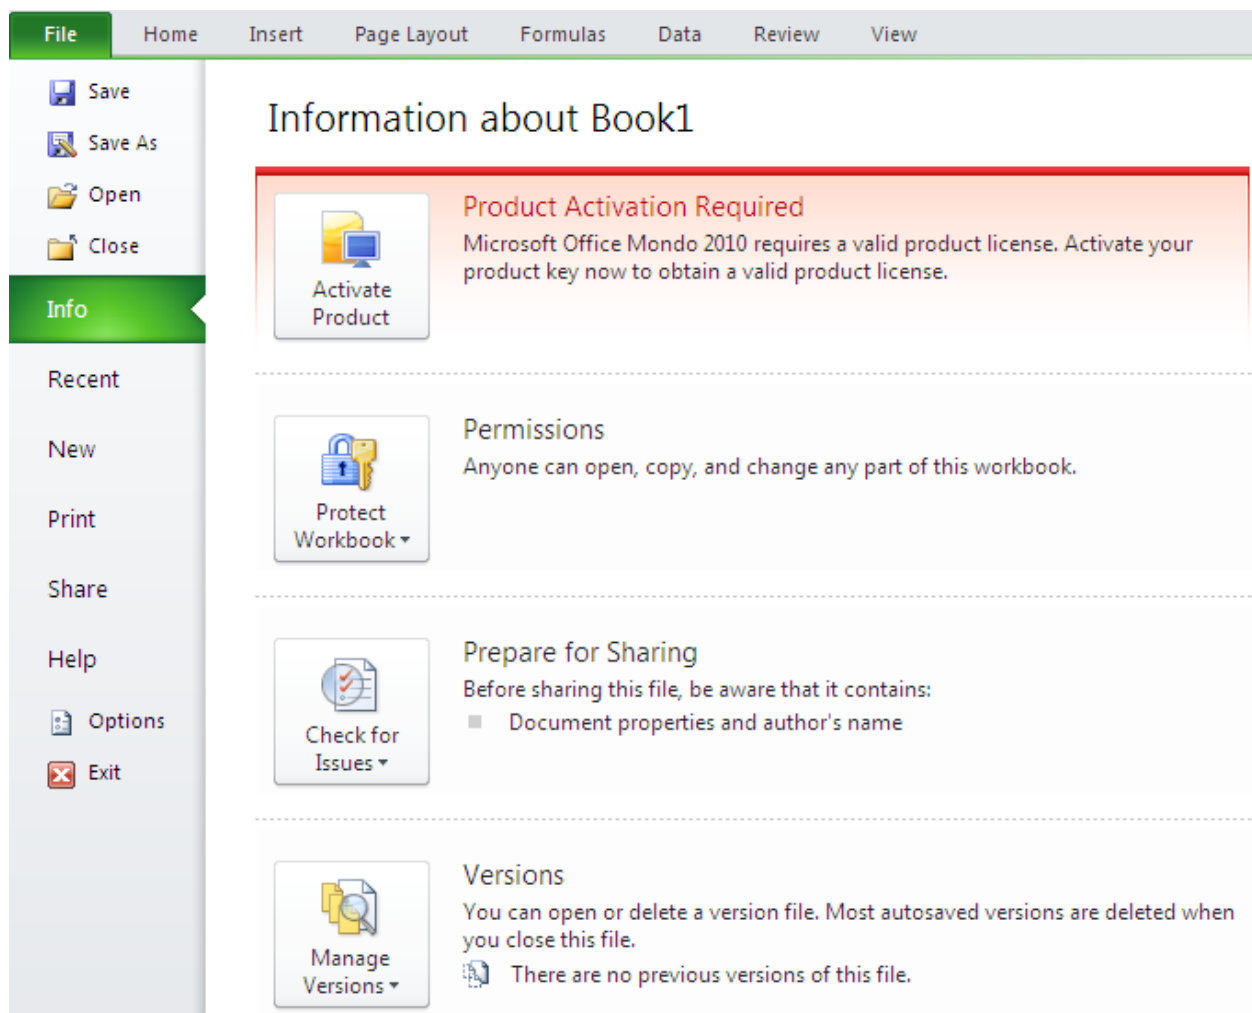 File Home Insert Page Layout Formulas Data Review View
Save
Save As
Open
Close
Info
Recent
New
Print
Share
Help
Options
Exit
Information about Book1
Activate
Product
Product Activation Required
Microsoft Office Mondo 2010 requires a valid product license. Activate your
product key now to obtain a valid product license.
Protect
Workbook
Permissions
Anyone can open, copy, and change any part of this workbook.
Check for
Issues
Prepare for Sharing
Before sharing this file, be aware that it contains:
Document properties and author's name
Manage
Versions
Versions
You can open or delete a version file. Most autosaved versions are deleted when
you close this file.
There are no previous versions of this file.